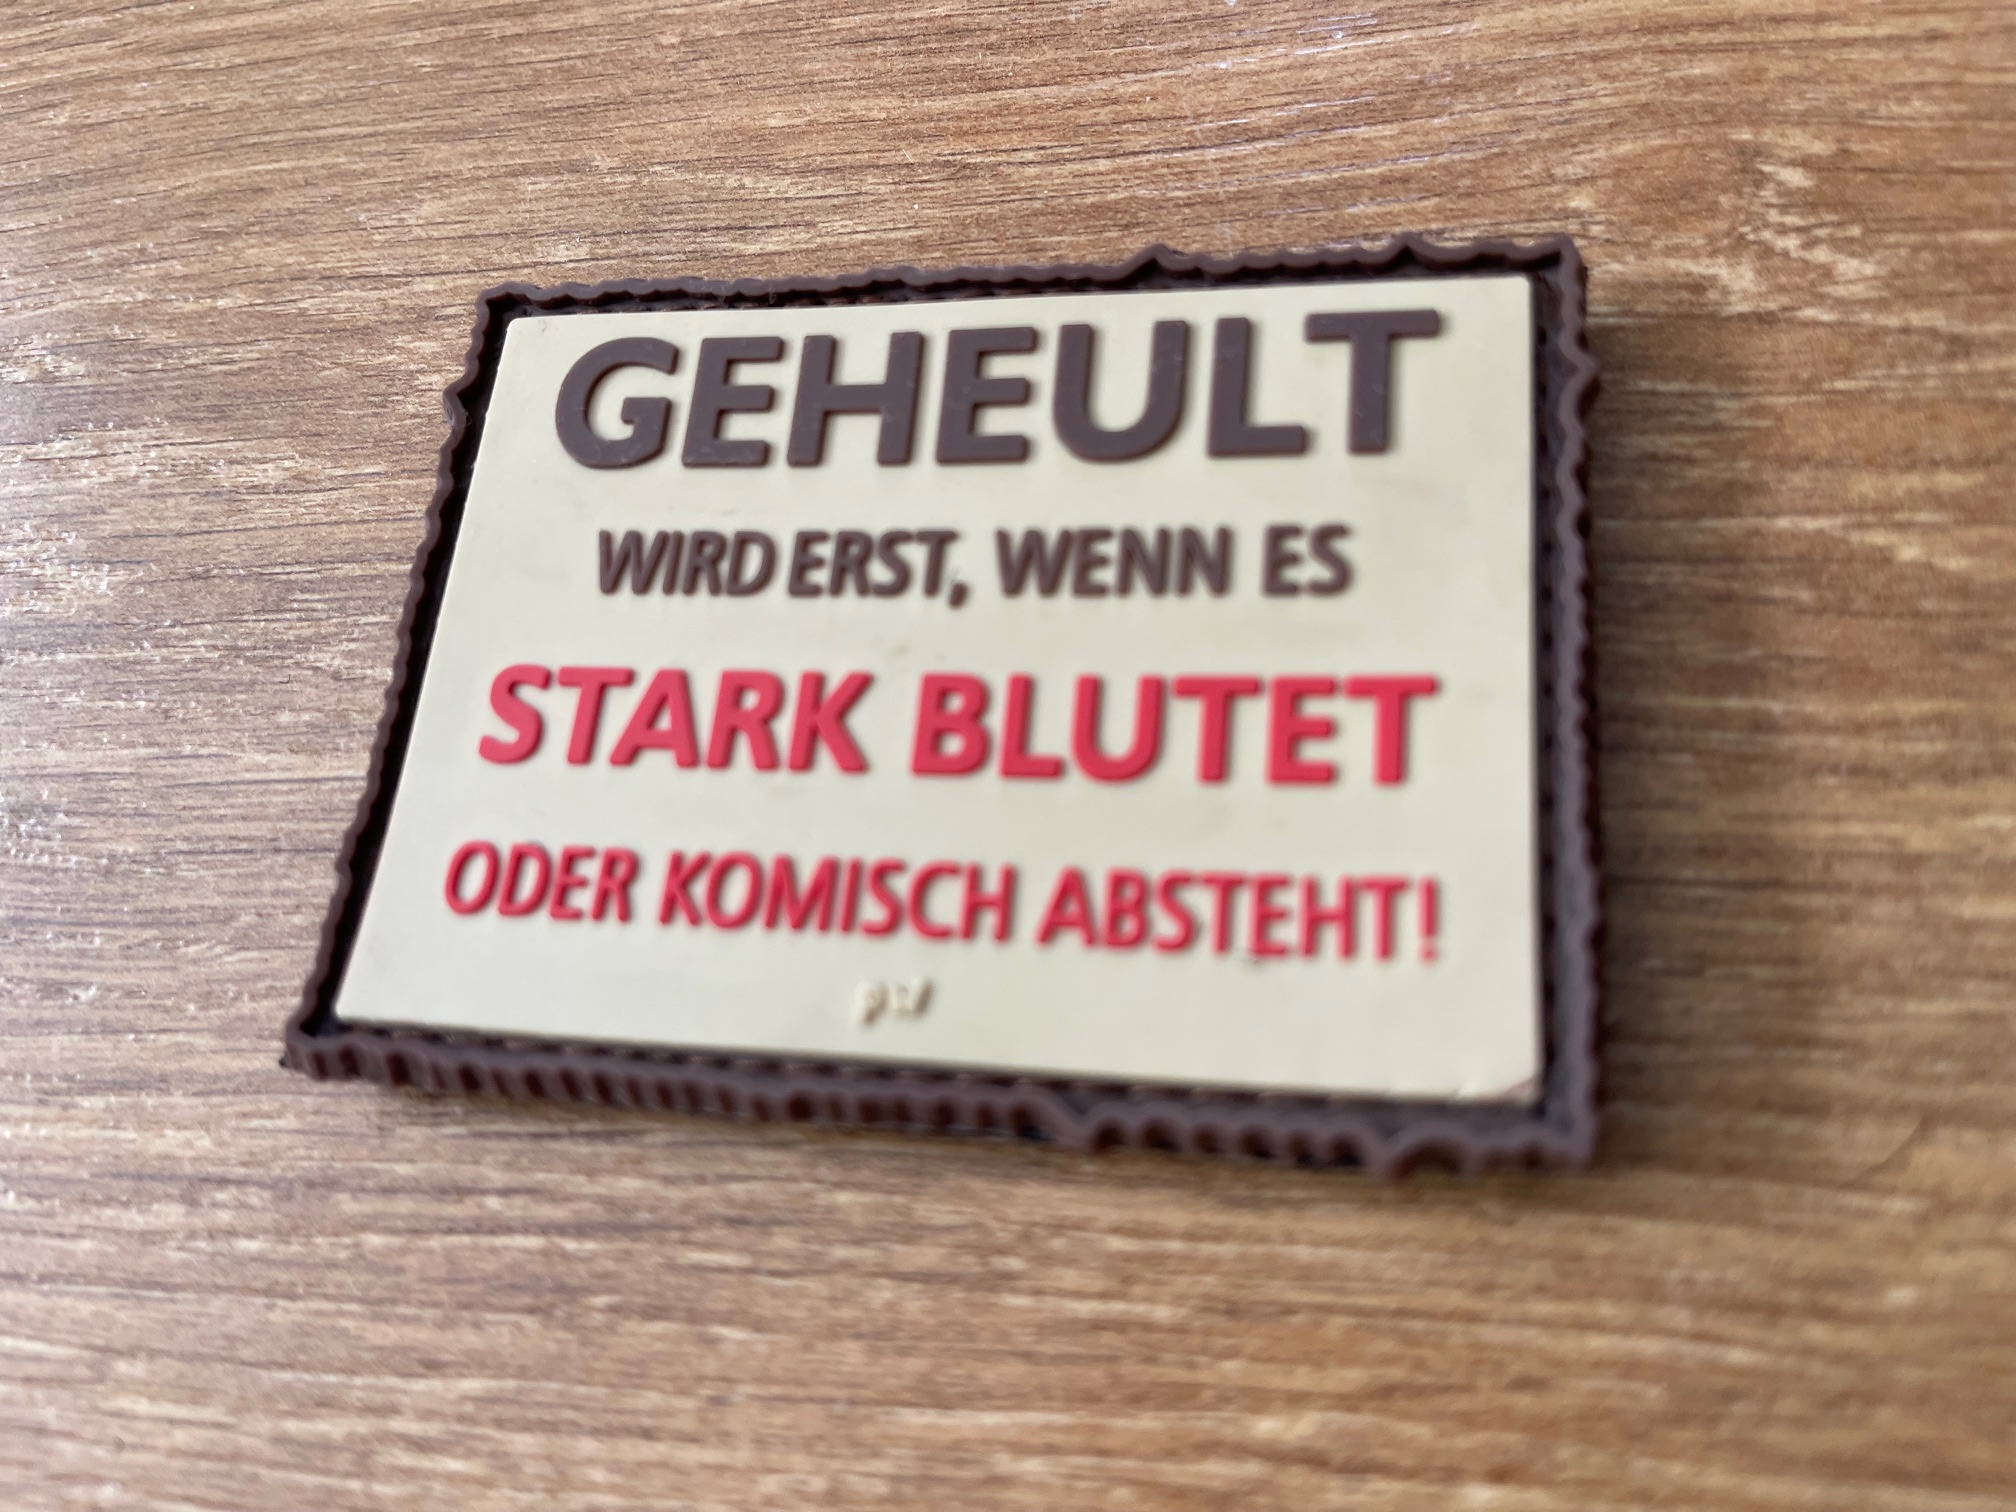 GEHEULT
WIRD ERST, WENN ES
STARK BLUTET
ODER KOMISCH ABSTEHT!